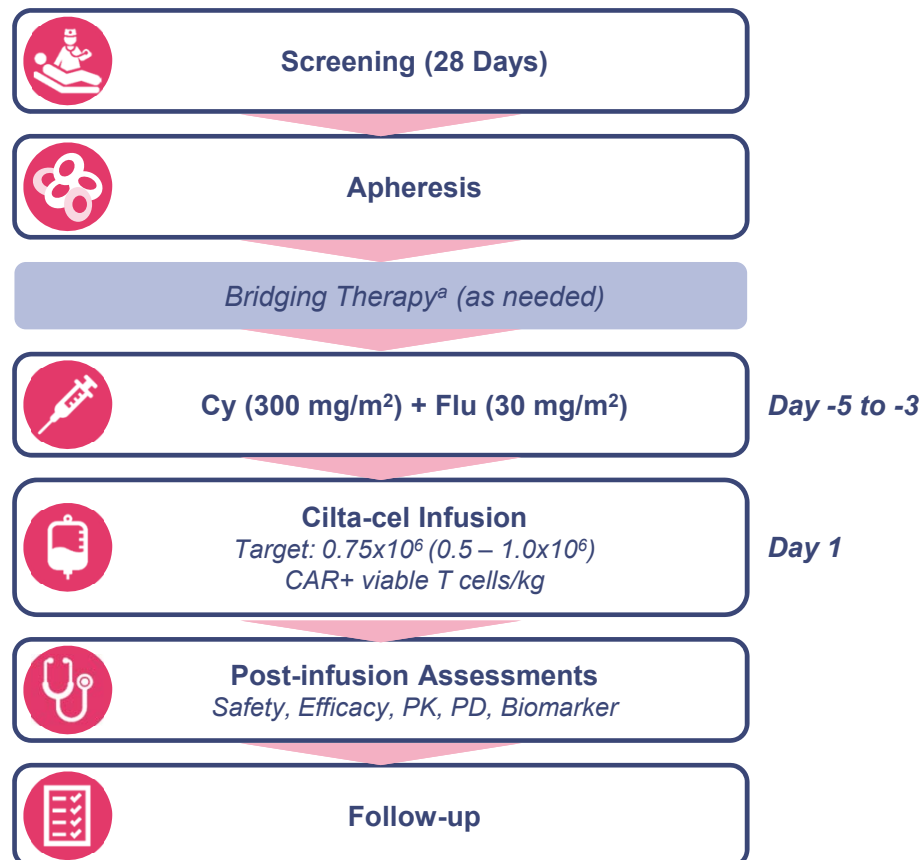 Screening (28 Days)
Apheresis
Bridging Therapyᵃ (as needed)
Cy (300 mg/m²) + Flu (30 mg/m²)
Day -5 to -3
Cilta-cel Infusion
Target: 0.75x10⁶ (0.5 – 1.0x10⁶)
CAR+ viable T cells/kg
Day 1
Post-infusion Assessments
Safety, Efficacy, PK, PD, Biomarker
Follow-up